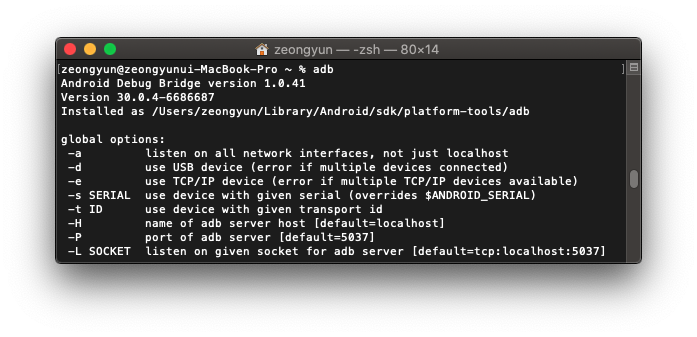 zeongyun — -zsh — 80×14
[zeongyun@zeongyunui-MacBook-Pro ~ % adb ]
Android Debug Bridge version 1.0.41
Version 30.0.4-6686687
Installed as /Users/zeongyun/Library/Android/sdk/platform-tools/adb

global options:
 -a         listen on all network interfaces, not just localhost
 -d         use USB device (error if multiple devices connected)
 -e         use TCP/IP device (error if multiple TCP/IP devices available)
 -s SERIAL  use device with given serial (overrides $ANDROID_SERIAL)
 -t ID      use device with given transport id
 -H         name of adb server host [default=localhost]
 -P         port of adb server [default=5037]
 -L SOCKET  listen on given socket for adb server [default=tcp:localhost:5037]